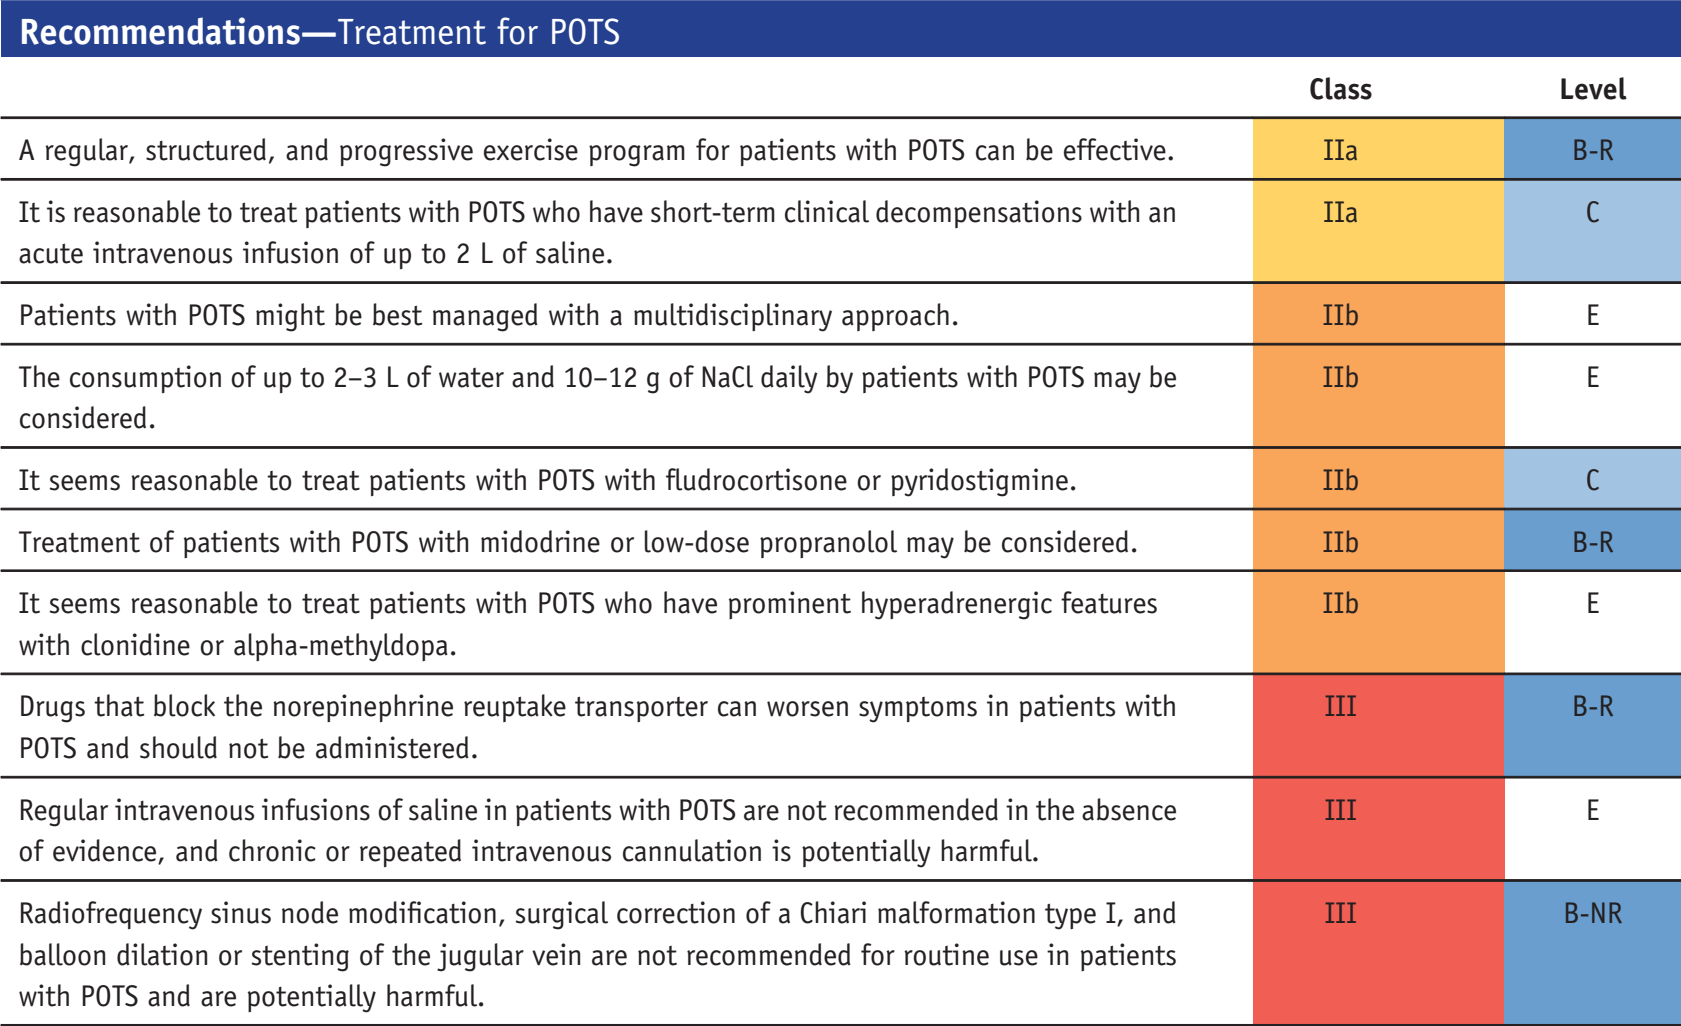 Recommendations—Treatment for POTS
Class Level
A regular, structured, and progressive exercise program for patients with POTS can be effective. IIa B-R
It is reasonable to treat patients with POTS who have short-term clinical decompensations with an IIa C
acute intravenous infusion of up to 2 L of saline.
Patients with POTS might be best managed with a multidisciplinary approach. IIb E
The consumption of up to 2–3 L of water and 10–12 g of NaCl daily by patients with POTS may be IIb E
considered.
It seems reasonable to treat patients with POTS with fludrocortisone or pyridostigmine. IIb C
Treatment of patients with POTS with midodrine or low-dose propranolol may be considered. IIb B-R
It seems reasonable to treat patients with POTS who have prominent hyperadrenergic features IIb E
with clonidine or alpha-methyldopa.
Drugs that block the norepinephrine reuptake transporter can worsen symptoms in patients with III B-R
POTS and should not be administered.
Regular intravenous infusions of saline in patients with POTS are not recommended in the absence III E
of evidence, and chronic or repeated intravenous cannulation is potentially harmful.
Radiofrequency sinus node modification, surgical correction of a Chiari malformation type I, and III B-NR
balloon dilation or stenting of the jugular vein are not recommended for routine use in patients
with POTS and are potentially harmful.